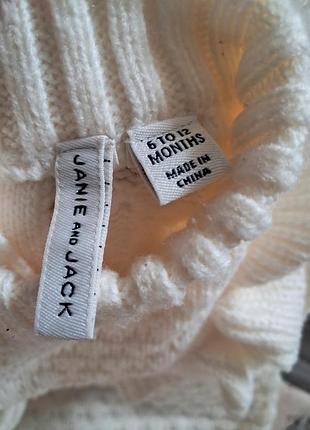 JANIE AND JACK
6 TO 12
MONTHS
MADE IN
CHINA